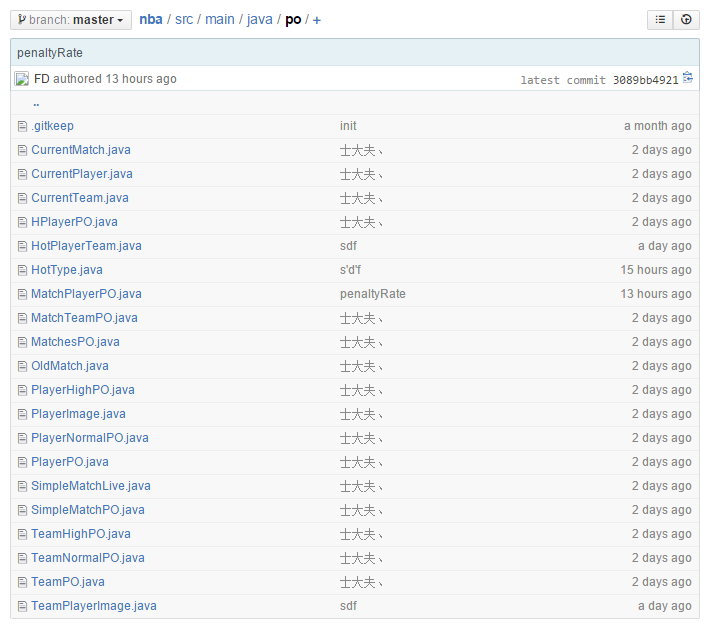 branch: master nba / src / main / java / po / +
penaltyRate
FD authored 13 hours ago latest commit 3089bb4921
..
.gitkeep init a month ago
CurrentMatch.java 士大夫、 2 days ago
CurrentPlayer.java 士大夫、 2 days ago
CurrentTeam.java 士大夫、 2 days ago
HPlayerPO.java 士大夫、 2 days ago
HotPlayerTeam.java sdf a day ago
HotType.java s'd'f 15 hours ago
MatchPlayerPO.java penaltyRate 13 hours ago
MatchTeamPO.java 士大夫、 2 days ago
MatchesPO.java 士大夫、 2 days ago
OldMatch.java 士大夫、 2 days ago
PlayerHighPO.java 士大夫、 2 days ago
PlayerImage.java 士大夫、 2 days ago
PlayerNormalPO.java 士大夫、 2 days ago
PlayerPO.java 士大夫、 2 days ago
SimpleMatchLive.java 士大夫、 2 days ago
SimpleMatchPO.java 士大夫、 2 days ago
TeamHighPO.java 士大夫、 2 days ago
TeamNormalPO.java 士大夫、 2 days ago
TeamPO.java 士大夫、 2 days ago
TeamPlayerImage.java sdf a day ago